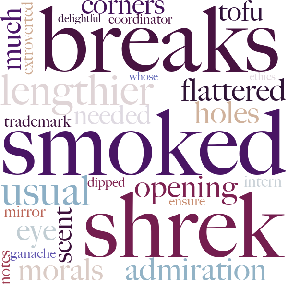 corners
much
extroverted
delightful
coordinator
tofu
breaks
whose
ethics
lengthier
flattered
needed
holes
trademark
smoked
usual
dipped
opening
intern
mirror
scent
ensure
eye
shrek
ganache
notes
morals
admiration